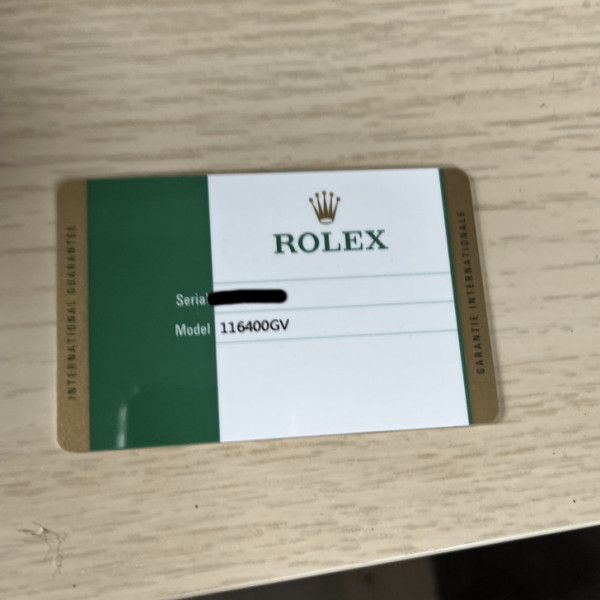 INTERNATIONAL GUARANTEE
ROLEX
Serial
Model 116400GV
GARANTIE INTERNATIONALE